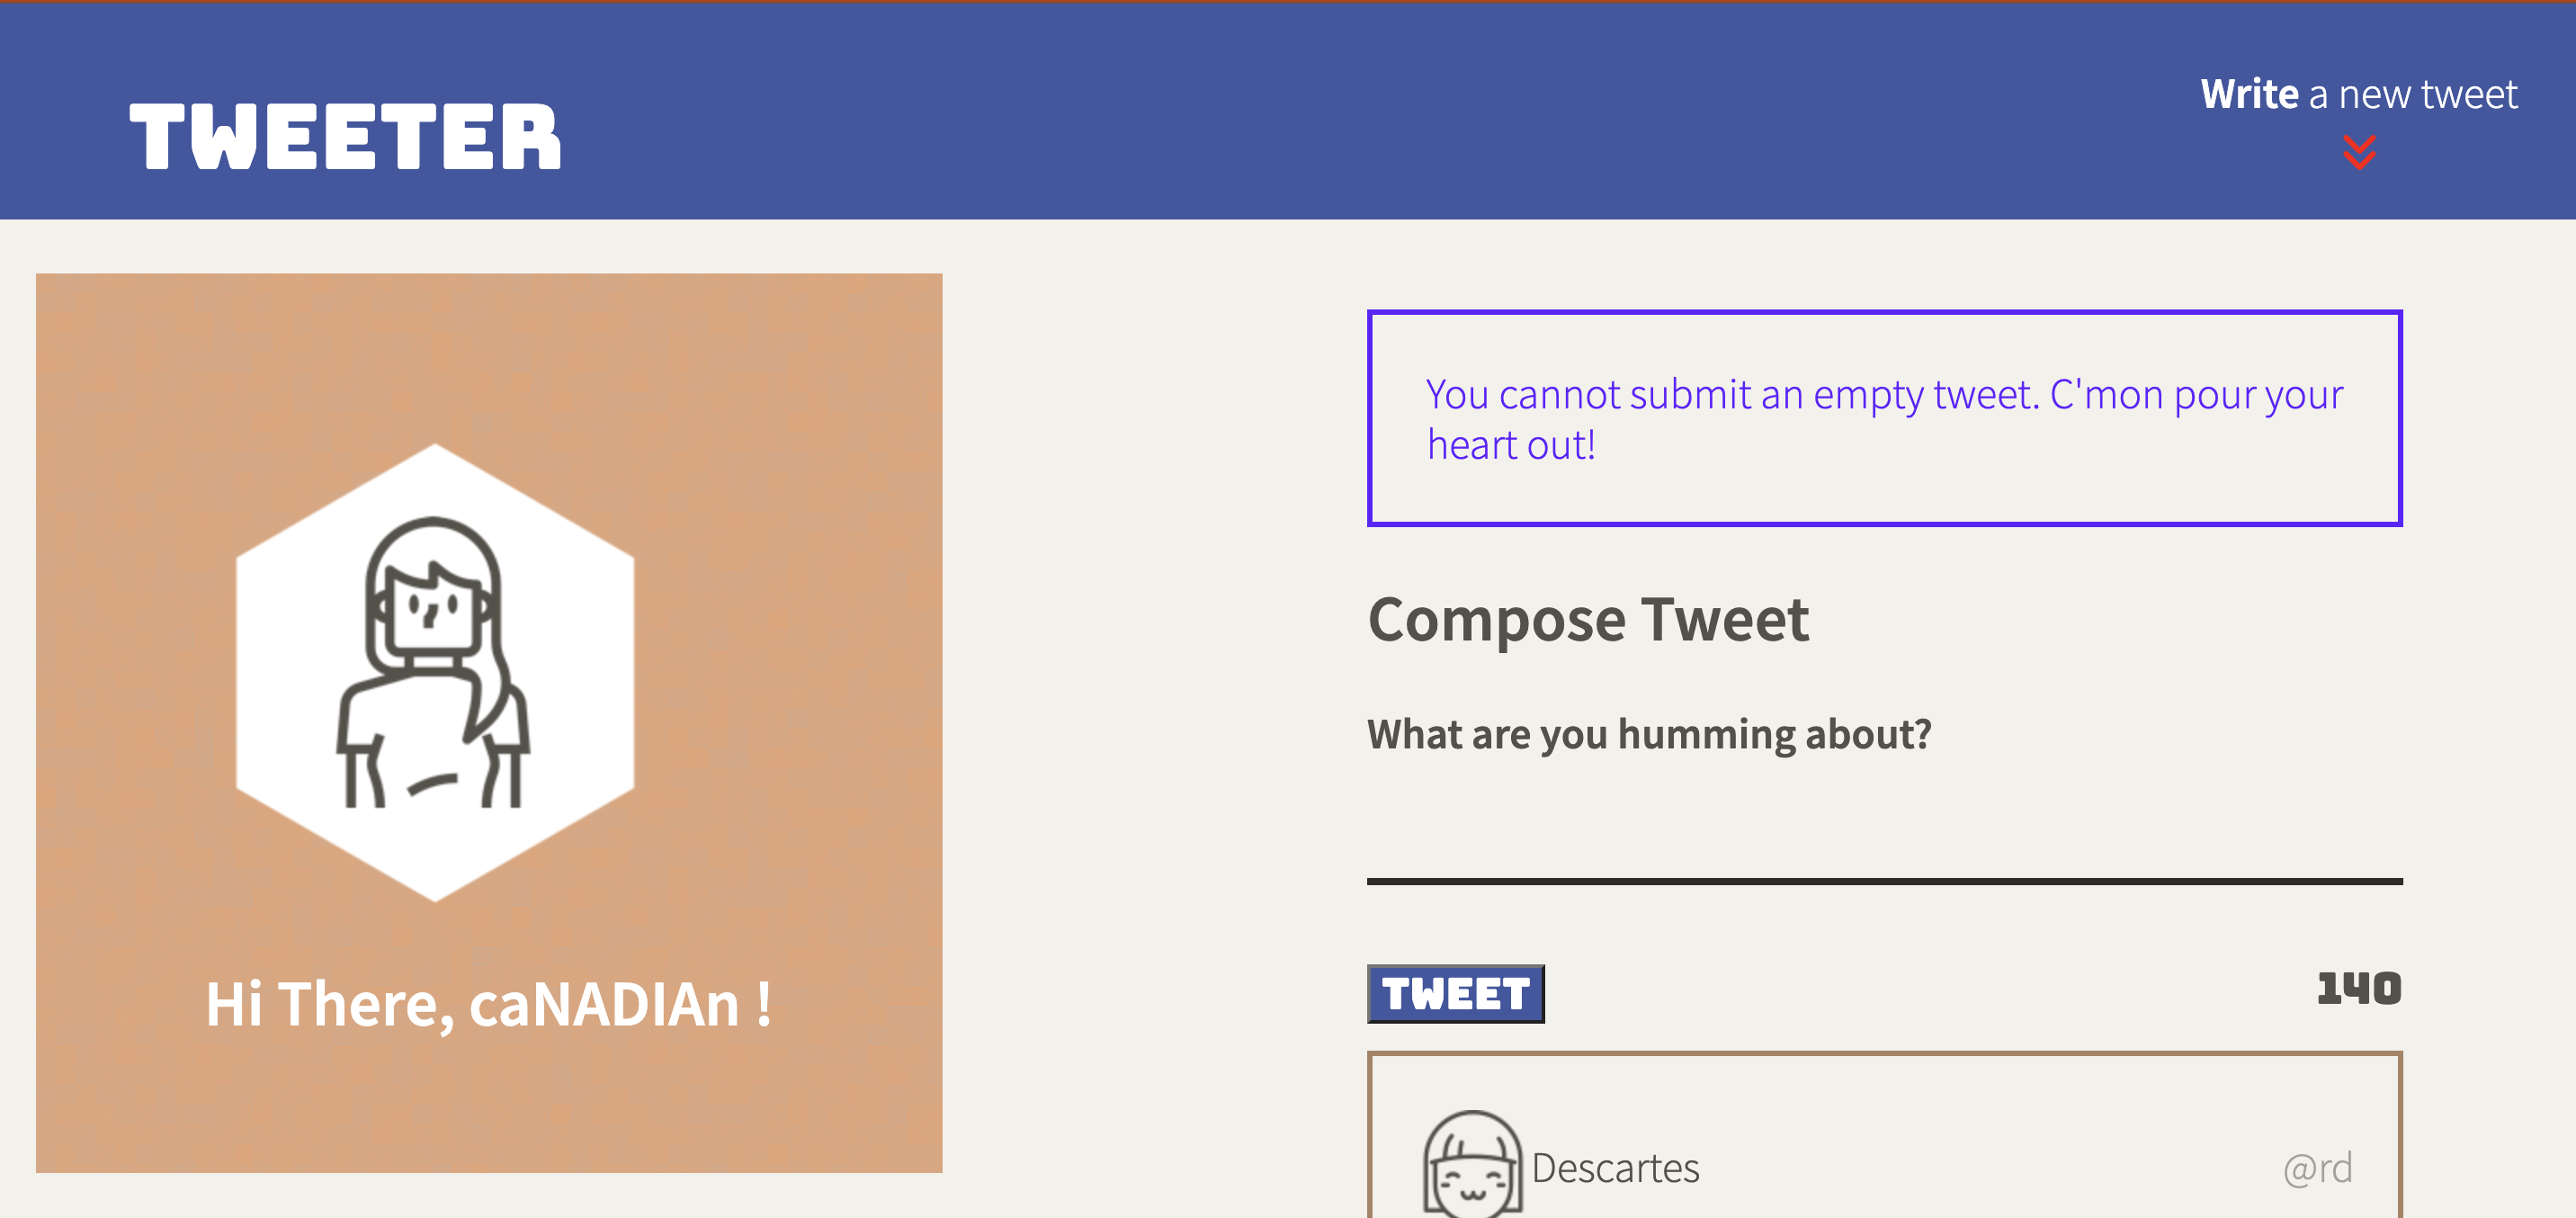 TWEETER
Write a new tweet
You cannot submit an empty tweet. C'mon pour your
heart out!
Compose Tweet
What are you humming about?
TWEET
140
Hi There, caNADIAn !
Descartes
@rd